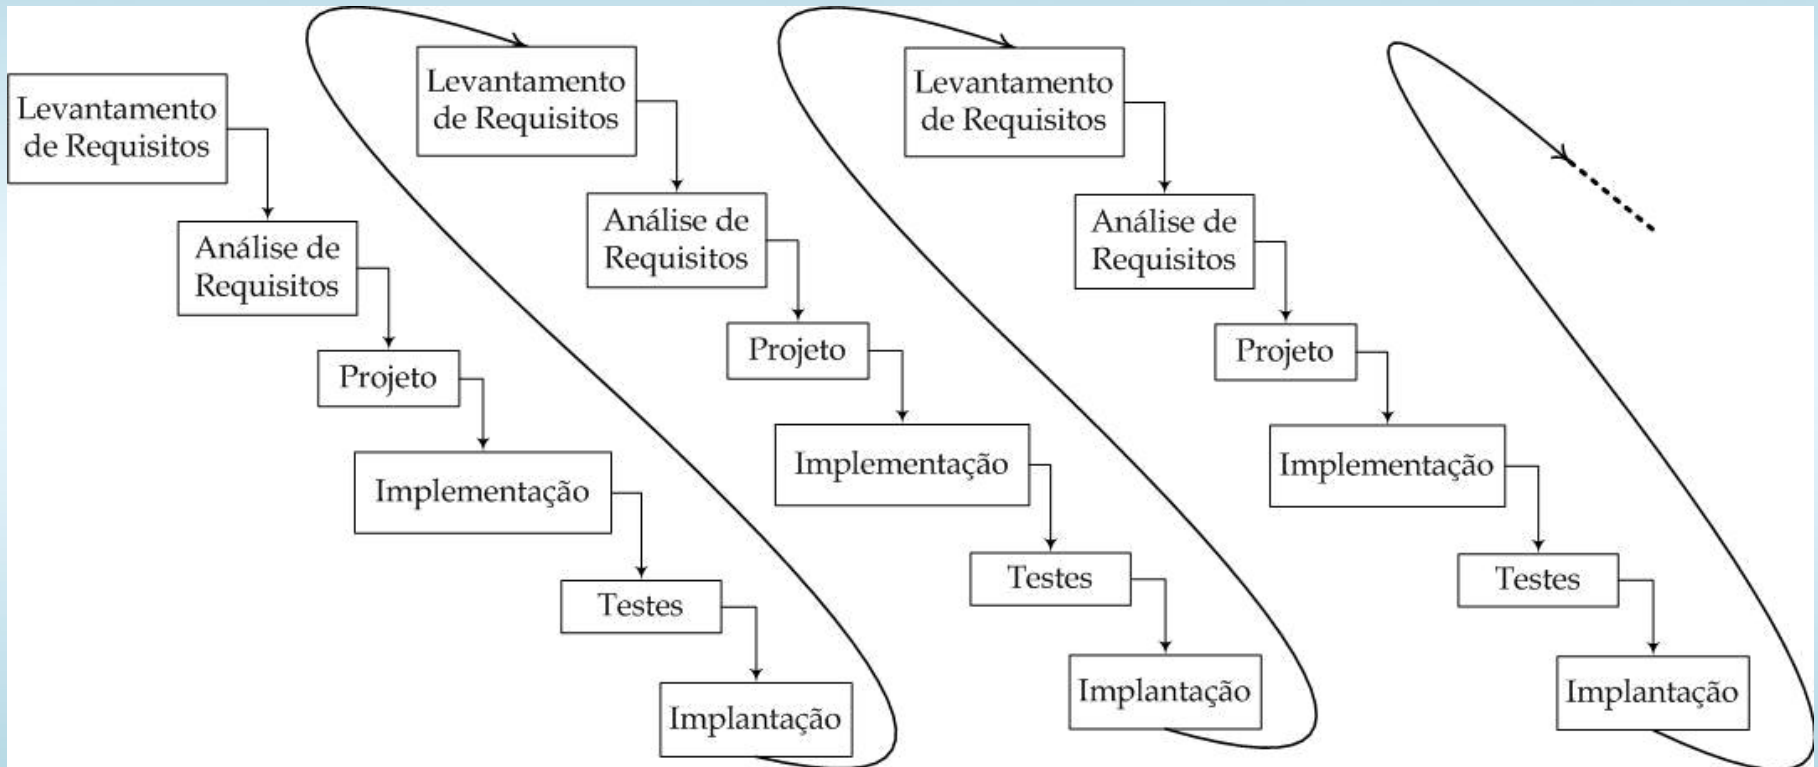 Levantamento
de Requisitos
Análise de
Requisitos
Projeto
Implementação
Testes
Implantação
Levantamento
de Requisitos
Análise de
Requisitos
Projeto
Implementação
Testes
Implantação
Levantamento
de Requisitos
Análise de
Requisitos
Projeto
Implementação
Testes
Implantação